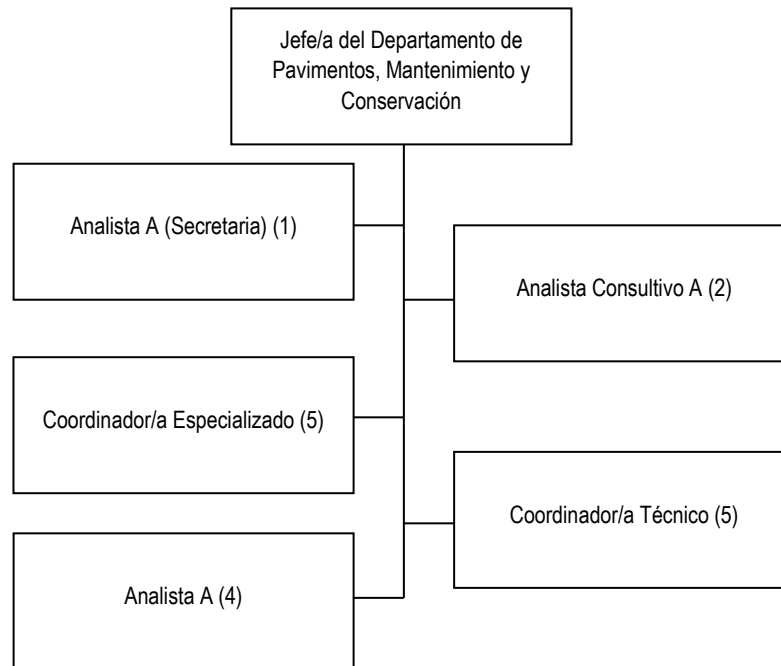 Jefe/a del Departamento de
Pavimentos, Mantenimiento y
Conservación
Analista A (Secretaria) (1)
Analista Consultivo A (2)
Coordinador/a Especializado (5)
Coordinador/a Técnico (5)
Analista A (4)